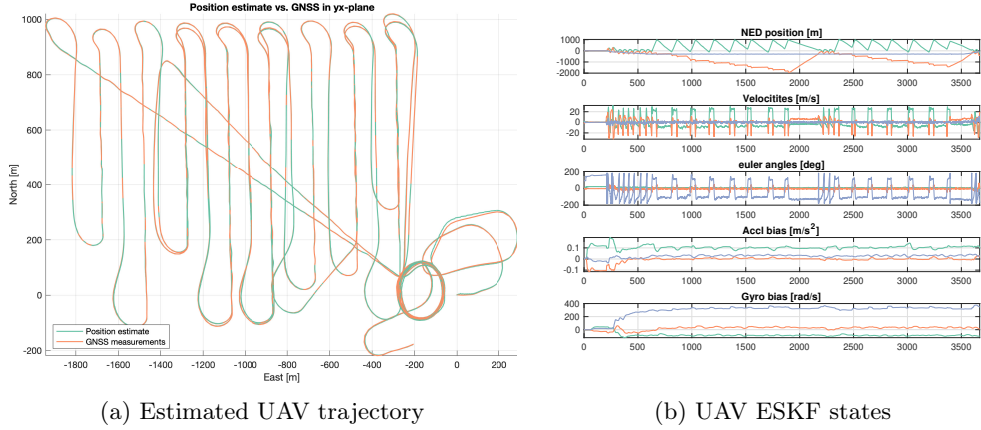 Position estimate vs. GNSS in yx-plane
1000
800
600
400
200
0
-200
North [m]
Position estimate
GNSS measurements
-1800 -1600 -1400 -1200 -1000 -800 -600 -400 -200 0 200
East [m]
(a) Estimated UAV trajectory
NED position [m]
1000
0
-1000
-2000
0 500 1000 1500 2000 2500 3000 3500
Velocitites [m/s]
20
0
-20
0 500 1000 1500 2000 2500 3000 3500
euler angles [deg]
200
0
-200
0 500 1000 1500 2000 2500 3000 3500
Accl bias [m/s²]
0.1
0
-0.1
0 500 1000 1500 2000 2500 3000 3500
Gyro bias [rad/s]
400
200
0
0 500 1000 1500 2000 2500 3000 3500
(b) UAV ESKF states